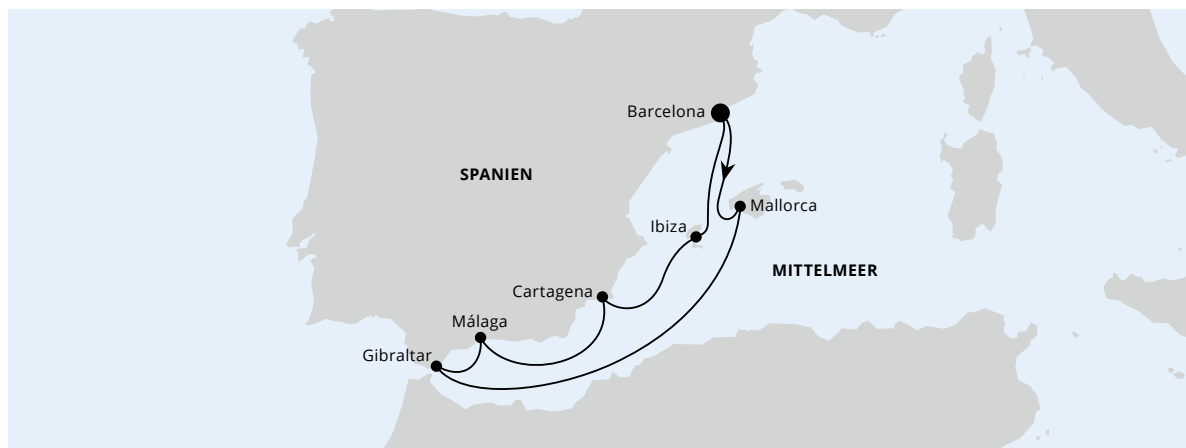 Barcelona
SPANIEN
Mallorca
Ibiza
MITTELMEER
Cartagena
Málaga
Gibraltar